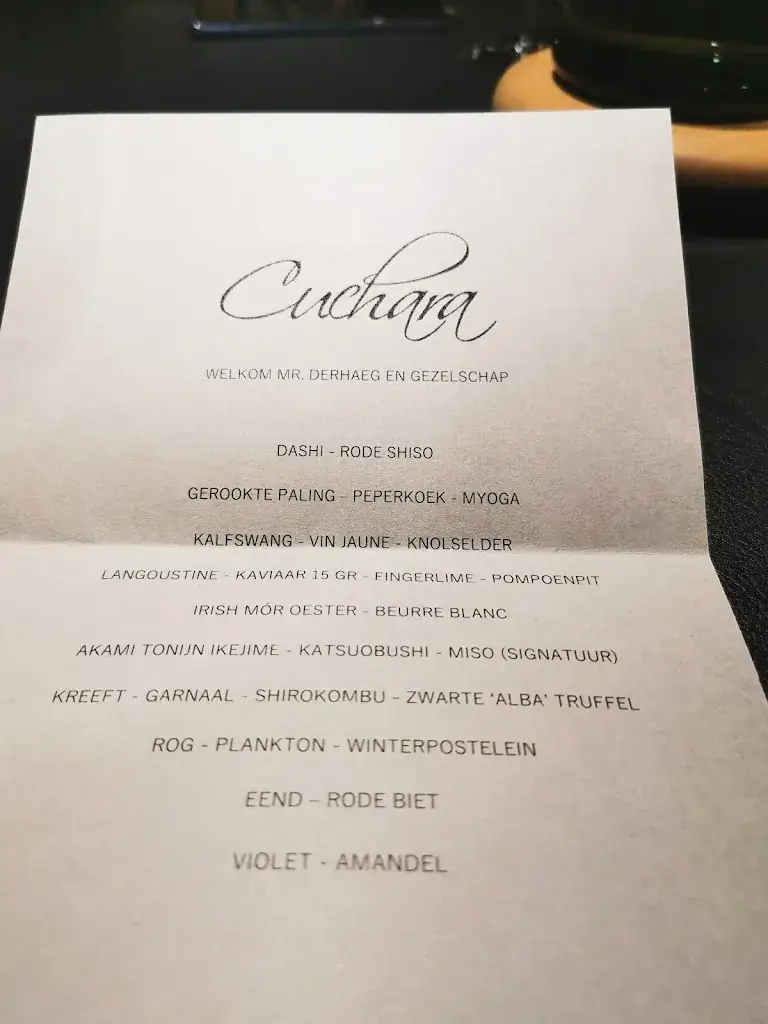 Cuchara
WELKOM MR. DERHAEG EN GEZELSCHAP
DASHI - RODE SHISO
GEROOKTE PALING - PEPERKOEK - MYOGA
KALFSWANG - VIN JAUNE - KNOLSELDER
LANGOUSTINE - KAVIAAR 15 GR - FINGERLIME - POMPOENPIT
IRISH MÓR OESTER - BEURRE BLANC
AKAMI TONIJN IKEJIME - KATSUOBUSHI - MISO (SIGNATUUR)
KREEFT - GARNAAL - SHIROKOMBU - ZWARTE 'ALBA' TRUFFEL
ROG - PLANKTON - WINTERPOSTELEIN
EEND – RODE BIET
VIOLET - AMANDEL